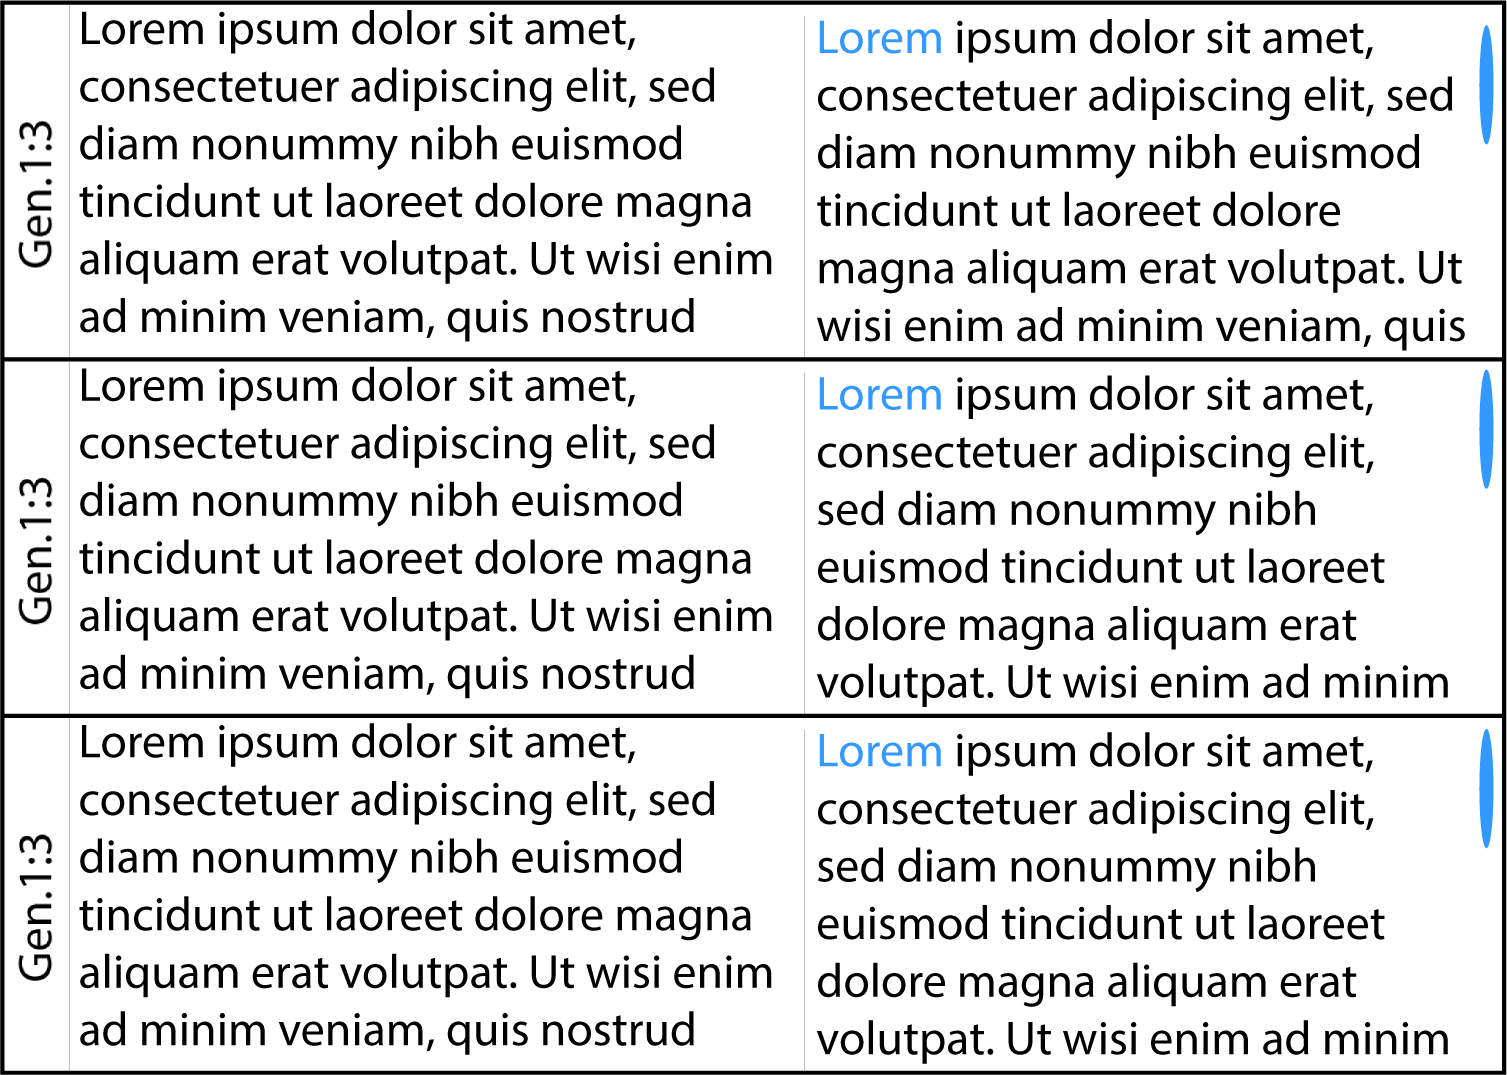 Gen.1:3
Lorem ipsum dolor sit amet,
consectetuer adipiscing elit, sed
diam nonummy nibh euismod
tincidunt ut laoreet dolore magna
aliquam erat volutpat. Ut wisi enim
ad minim veniam, quis nostrud
Lorem ipsum dolor sit amet,
consectetuer adipiscing elit, sed
diam nonummy nibh euismod
tincidunt ut laoreet dolore
magna aliquam erat volutpat. Ut
wisi enim ad minim veniam, quis
Gen.1:3
Lorem ipsum dolor sit amet,
consectetuer adipiscing elit, sed
diam nonummy nibh euismod
tincidunt ut laoreet dolore magna
aliquam erat volutpat. Ut wisi enim
ad minim veniam, quis nostrud
Lorem ipsum dolor sit amet,
consectetuer adipiscing elit,
sed diam nonummy nibh
euismod tincidunt ut laoreet
dolore magna aliquam erat
volutpat. Ut wisi enim ad minim
Gen.1:3
Lorem ipsum dolor sit amet,
consectetuer adipiscing elit, sed
diam nonummy nibh euismod
tincidunt ut laoreet dolore magna
aliquam erat volutpat. Ut wisi enim
ad minim veniam, quis nostrud
Lorem ipsum dolor sit amet,
consectetuer adipiscing elit,
sed diam nonummy nibh
euismod tincidunt ut laoreet
dolore magna aliquam erat
volutpat. Ut wisi enim ad minim